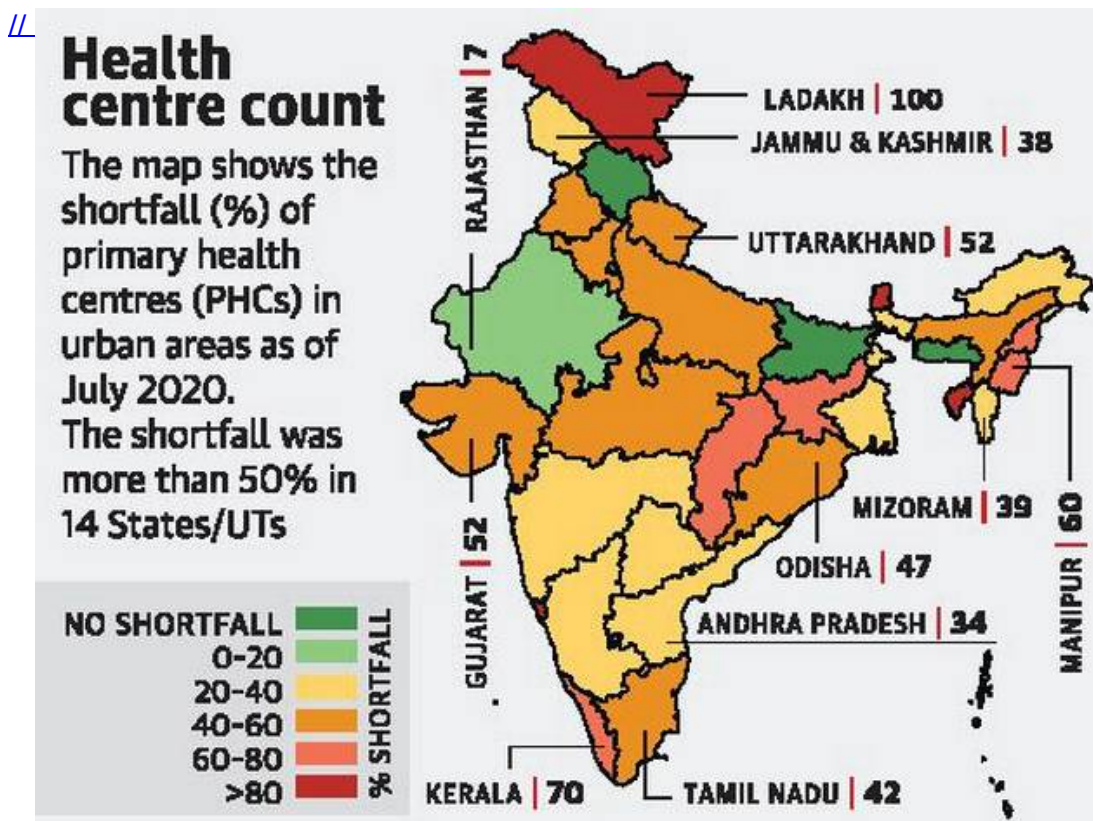 //
Health
centre count
The map shows the
shortfall (%) of
primary health
centres (PHCs) in
urban areas as of
July 2020.
The shortfall was
more than 50% in
14 States/UTs
RAJASTHAN | 7
LADAKH | 100
JAMMU & KASHMIR | 38
UTTARAKHAND | 52
MIZORAM | 39
MANIPUR | 60
ODISHA | 47
GUJARAT | 52
ANDHRA PRADESH | 34
KERALA | 70
TAMIL NADU | 42
NO SHORTFALL
0-20
20-40
40-60
60-80
>80
% SHORTFALL